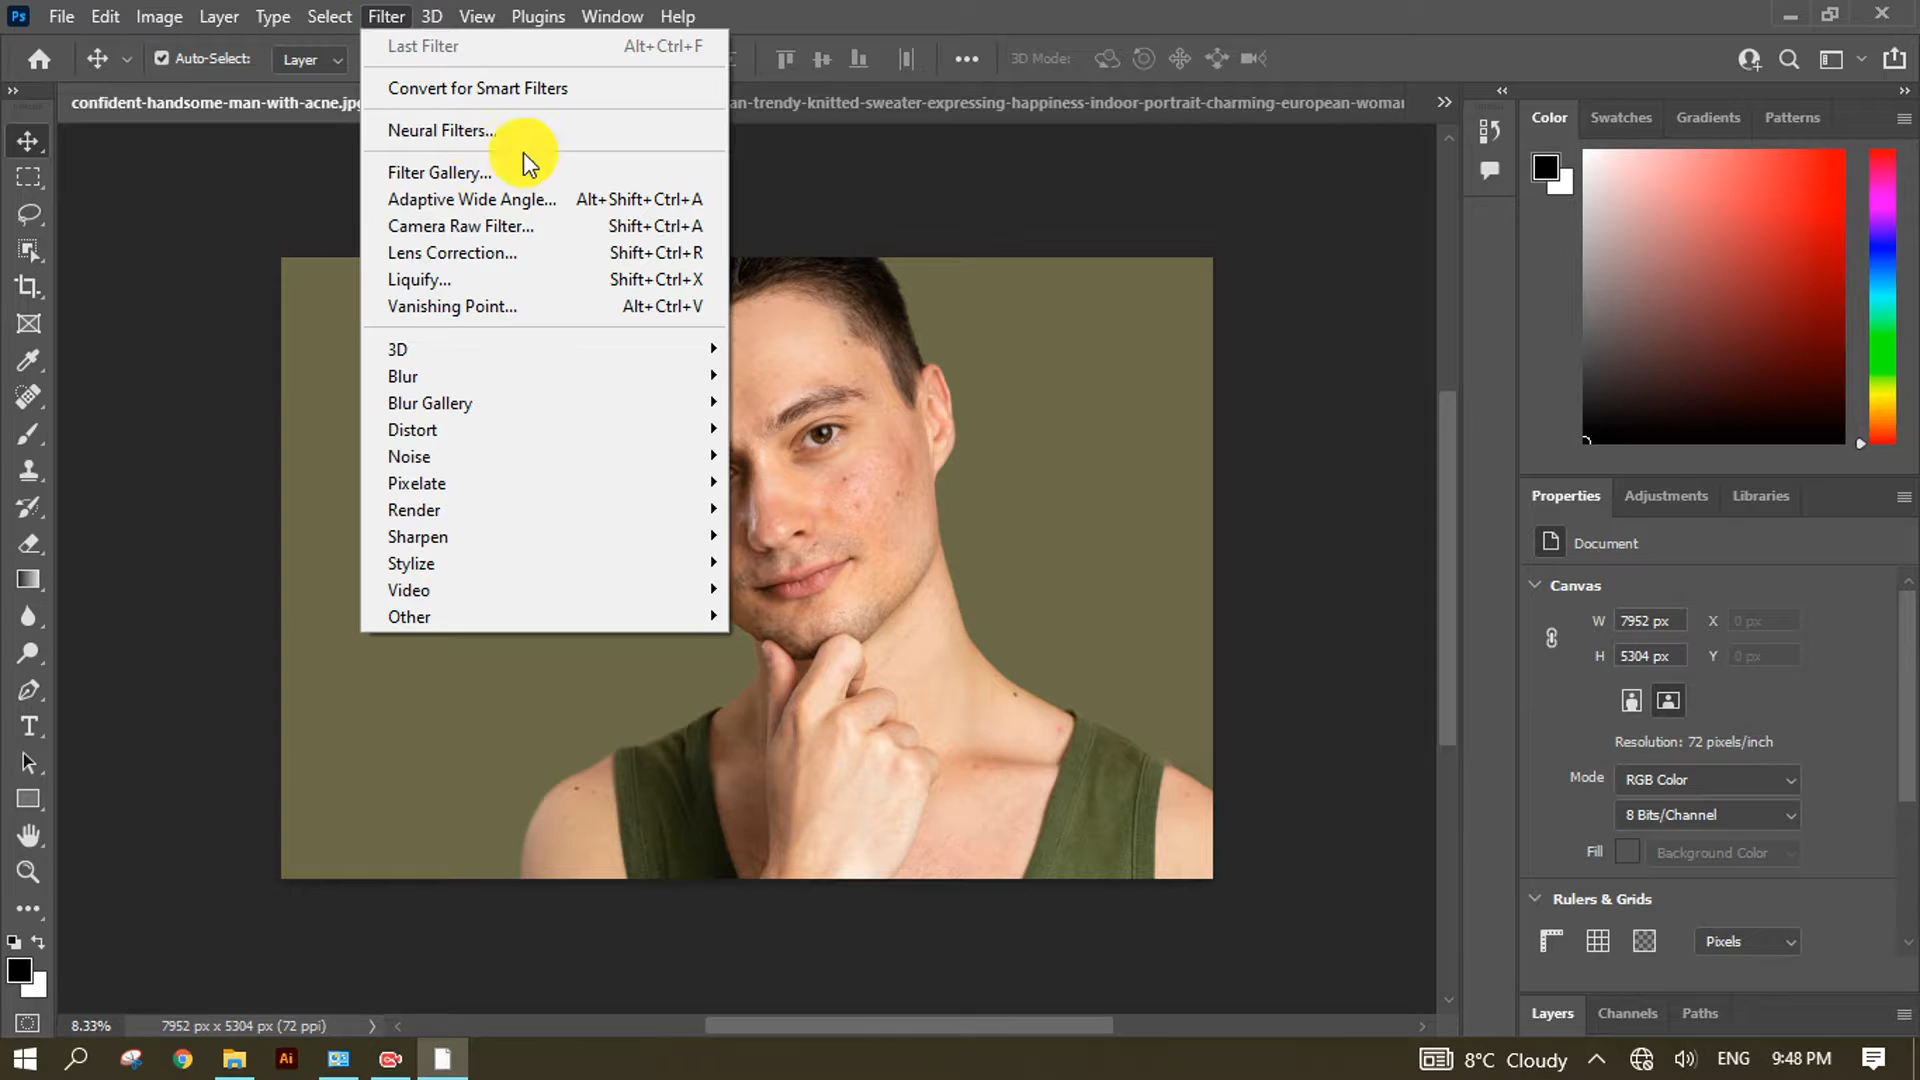 Ps File Edit Image Layer Type Select Filter 3D View Plugins Window Help
Auto-Select: Layer 3D Mode:
confident-handsome-man-with-acne.jpg an-trendy-knitted-sweater-expressing-happiness-indoor-portrait-charming-european-woman
Last Filter Alt+Ctrl+F
Convert for Smart Filters
Neural Filters...
Filter Gallery...
Adaptive Wide Angle... Alt+Shift+Ctrl+A
Camera Raw Filter... Shift+Ctrl+A
Lens Correction... Shift+Ctrl+R
Liquify... Shift+Ctrl+X
Vanishing Point... Alt+Ctrl+V
3D
Blur
Blur Gallery
Distort
Noise
Pixelate
Render
Sharpen
Stylize
Video
Other
Color Swatches Gradients Patterns
Properties Adjustments Libraries
Document
Canvas
W 7952 px X 0 px
H 5304 px Y 0 px
Resolution: 72 pixels/inch
Mode RGB Color
8 Bits/Channel
Fill Background Color
Rulers & Grids
Pixels
Layers Channels Paths
8.33% 7952 px x 5304 px (72 ppi)
Ai 8°C Cloudy ENG 9:48 PM